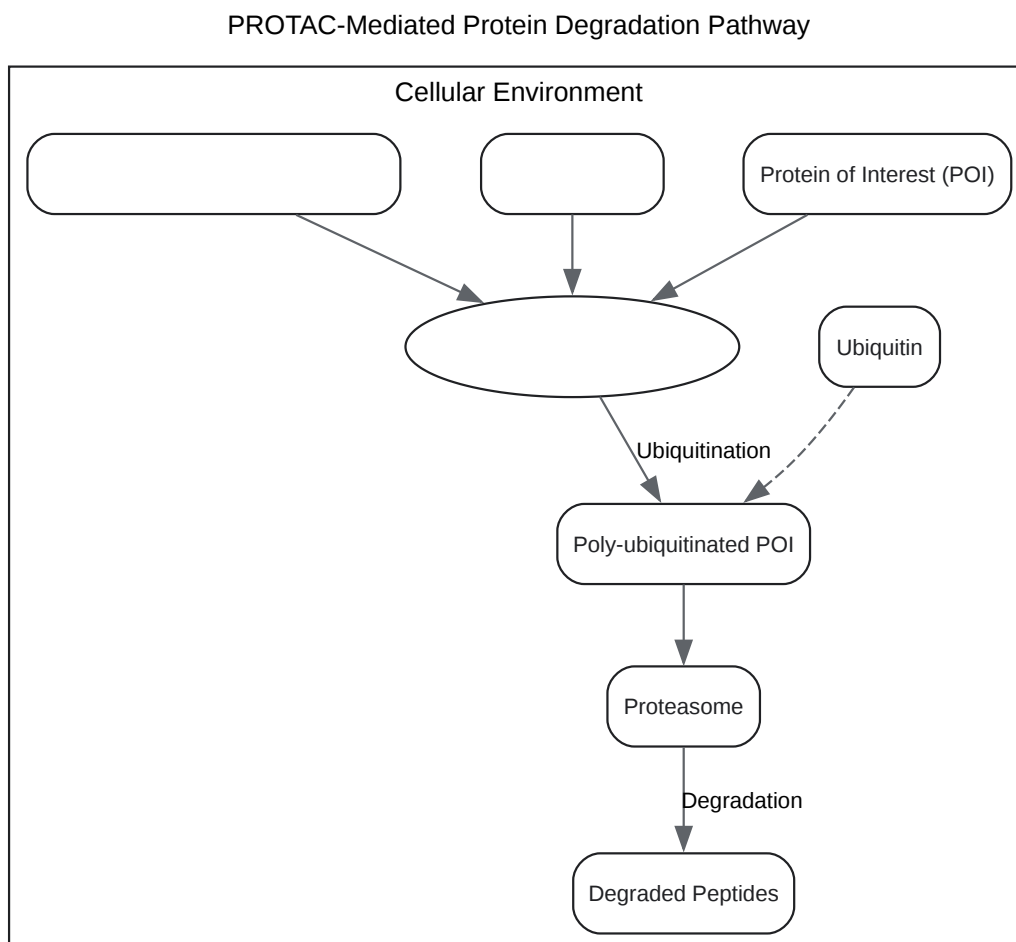 PROTAC-Mediated Protein Degradation Pathway
Cellular Environment
Protein of Interest (POI)
Ubiquitin
Ubiquitination
Poly-ubiquitinated POI
Proteasome
Degradation
Degraded Peptides